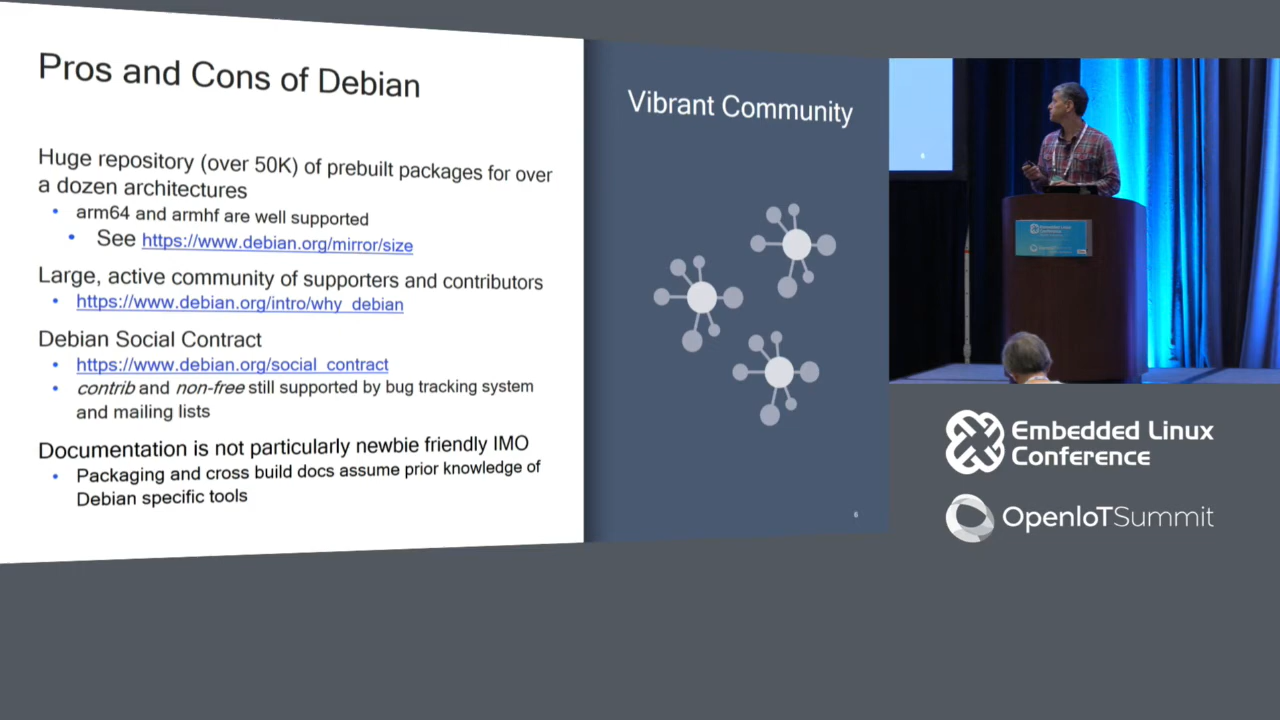 Pros and Cons of Debian
Huge repository (over 50K) of prebuilt packages for over
a dozen architectures
• arm64 and armhf are well supported
• See https://www.debian.org/mirror/size
Large, active community of supporters and contributors
• https://www.debian.org/intro/why_debian
Debian Social Contract
• https://www.debian.org/social_contract
• contrib and non-free still supported by bug tracking system
and mailing lists
Documentation is not particularly newbie friendly IMO
• Packaging and cross build docs assume prior knowledge of
Debian specific tools
Vibrant Community
6
Embedded Linux
Conference
OpenIoTSummit